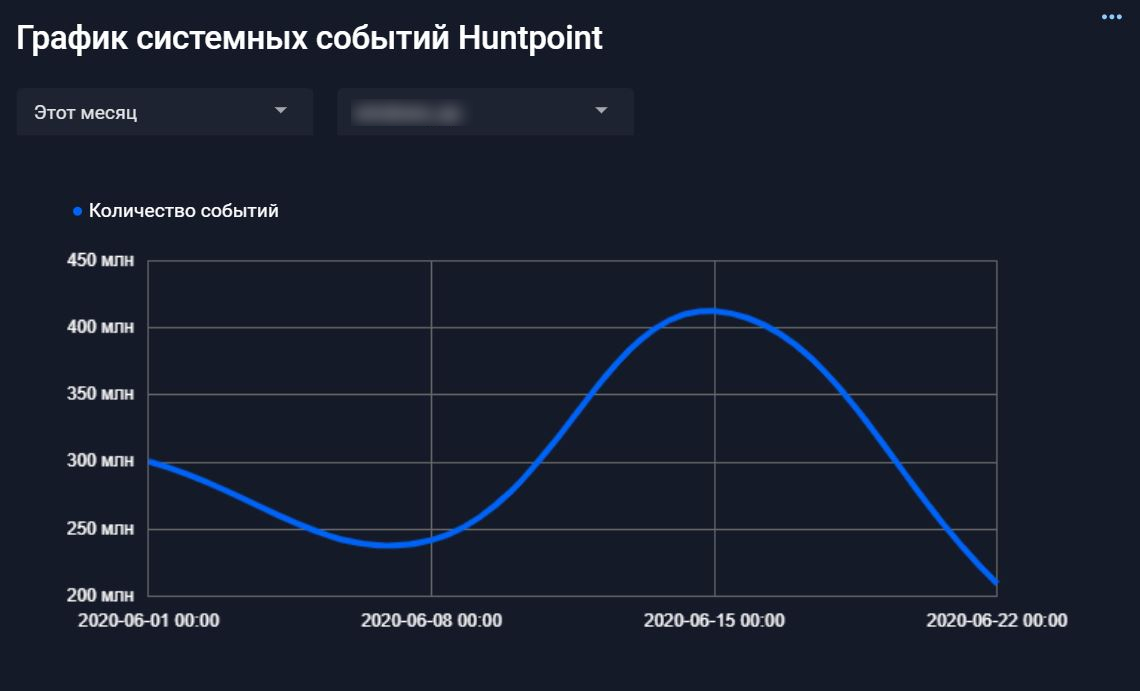 График системных событий Huntpoint
Этот месяц
Количество событий
450 млн
400 млн
350 млн
300 млн
250 млн
200 млн
2020-06-01 00:00 2020-06-08 00:00 2020-06-15 00:00 2020-06-22 00:00